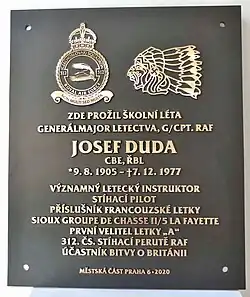 ZDE PROŽIL ŠKOLNÍ LÉTA
GENERÁLMAJOR LETECTVA, G/CPT. RAF
JOSEF DUDA
CBE, ŘBL
*9. 8. 1905 - †7. 12. 1977
VÝZNAMNÝ LETECKÝ INSTRUKTOR
STÍHACÍ PILOT
PŘÍSLUŠNÍK FRANCOUZSKÉ LETKY
SIOUX GROUPE DE CHASSE II/5 LA FAYETTE
PRVNÍ VELITEL LETKY „A"
312. ČS. STÍHACÍ PERUTĚ RAF
ÚČASTNÍK BITVY O BRITÁNII
MĚSTSKÁ ČÁST PRAHA 6 • 2020